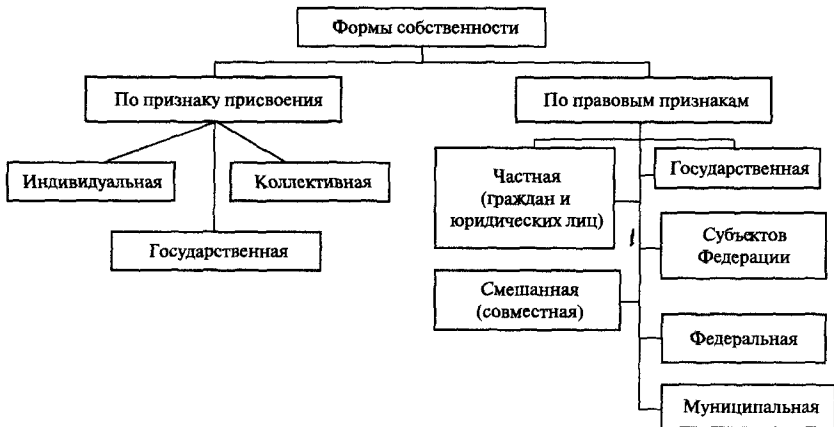 Формы собственности
По признаку присвоения
По правовым признакам
Индивидуальная
Коллективная
Государственная
Частная
(граждан и
юридических лиц)
Государственная
Субъектов
Федерации
Смешанная
(совместная)
Федеральная
Муниципальная